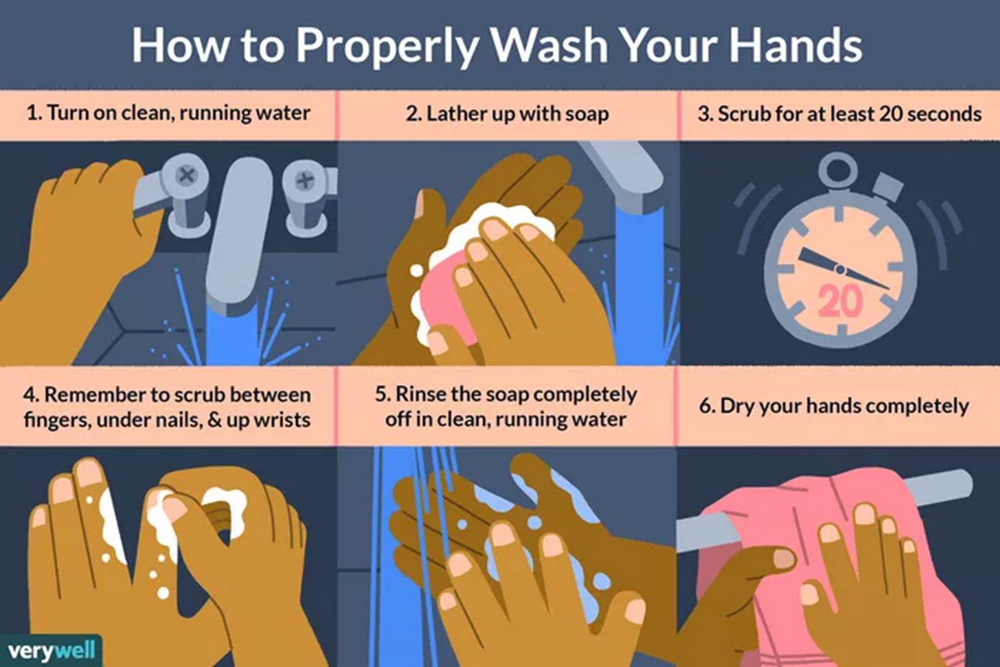 How to Properly Wash Your Hands
1. Turn on clean, running water
2. Lather up with soap
3. Scrub for at least 20 seconds
20
4. Remember to scrub between
fingers, under nails, & up wrists
5. Rinse the soap completely
off in clean, running water
6. Dry your hands completely
verywell